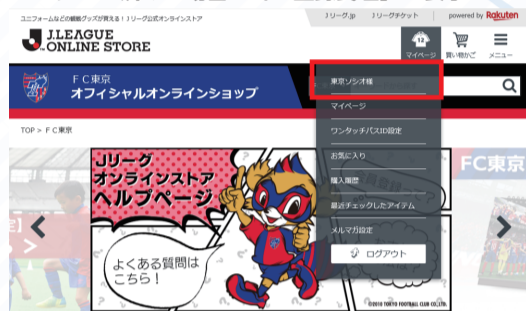 ユニフォームなどの観戦グッズが買える！Jリーグ公式オンラインストア
Jリーグ.jp Jリーグチケット powered by Rakuten
J.LEAGUE
ONLINE STORE
12
マイページ 買い物かご メニュー
FC東京
オフィシャルオンラインショップ
東京ソシオ様
マイページ
ワンタッチパスID設定
お気に入り
購入履歴
最近チェックしたアイテム
メルマガ設定
ログアウト
TOP > FC東京
Jリーグ
オンラインストア
ヘルプページ
よくある質問は
こちら！
FC東京
©2010 TOKYO FOOTBALL CLUB CO.,LTD.